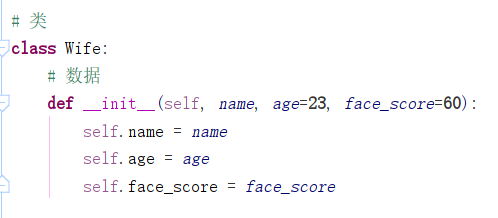 # 类
class Wife:
    # 数据
    def __init__(self, name, age=23, face_score=60):
        self.name = name
        self.age = age
        self.face_score = face_score